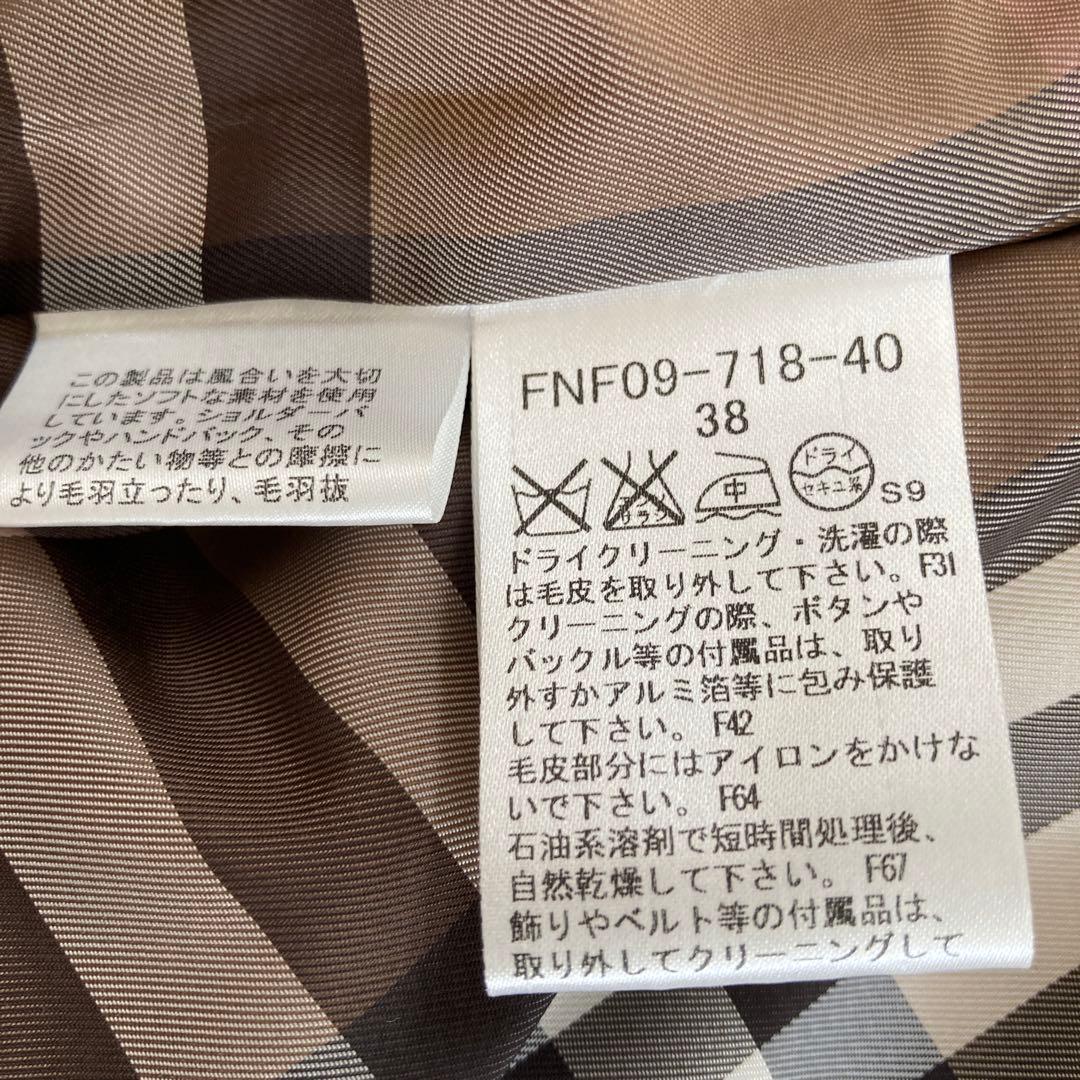 この製品は風合いを大切
にしたソフトな素材を使用
しています。ショルダーバ
ックやハンドバック、その
他のかたい物等との摩擦に
より毛羽立ったり、毛羽抜
FNF09-718-40
38
エンソ
サラシ
中
ドライ
セキユ系
S9
ドライクリーニング・洗濯の際
は毛皮を取り外して下さい。F31
クリーニングの際、ボタンや
バックル等の付属品は、取り
外すかアルミ箔等に包み保護
して下さい。 F42
毛皮部分にはアイロンをかけな
いで下さい。 F64
石油系溶剤で短時間処理後、
自然乾燥して下さい。 F67
飾りやベルト等の付属品は、
取り外してクリーニングして